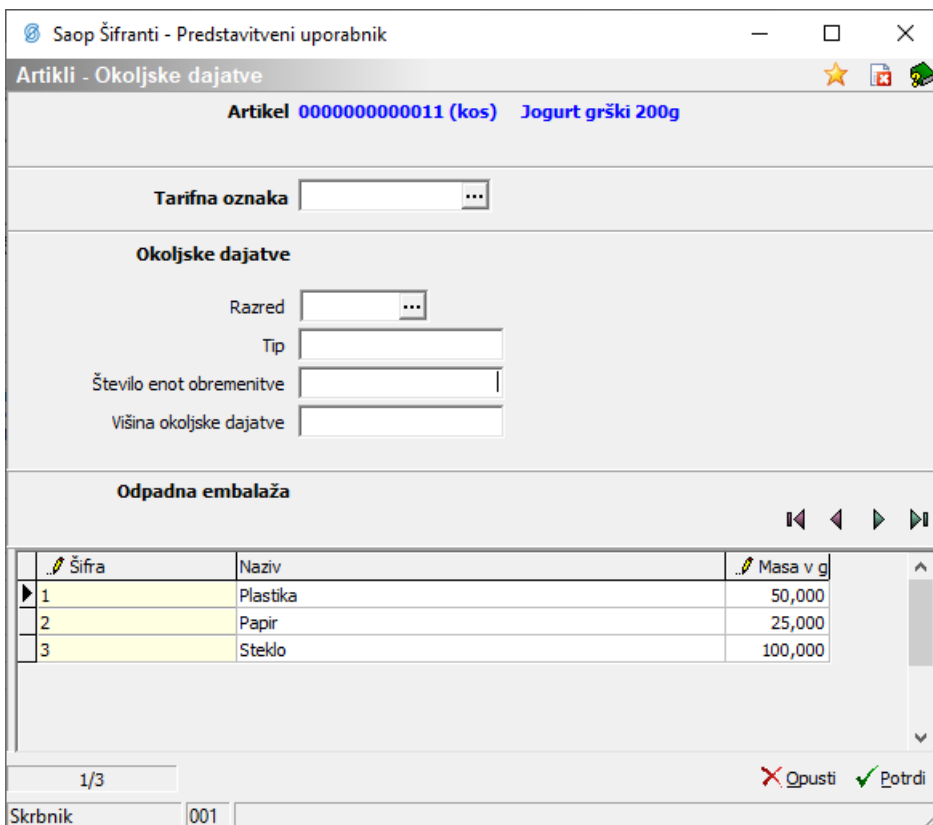 Saop Šifranti - Predstavitveni uporabnik
Artikli - Okoljske dajatve
Artikel 0000000000011 (kos) Jogurt grški 200g
Tarifna oznaka ...
Okoljske dajatve
Razred ...
Tip
Število enot obremenitve
Višina okoljske dajatve
Odpadna embalaža
Šifra Naziv Masa v g
1 Plastika 50,000
2 Papir 25,000
3 Steklo 100,000
1/3 Opusti Potrdi
Skrbnik 001